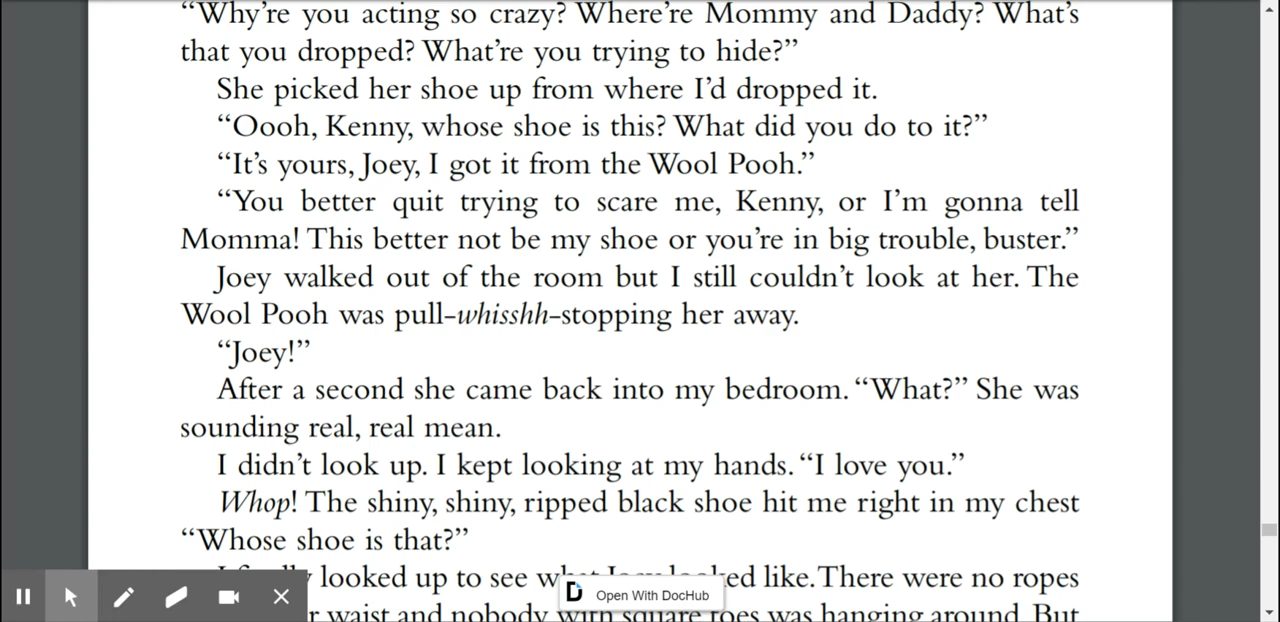 “Why’re you acting so crazy? Where’re Mommy and Daddy? What’s
that you dropped? What’re you trying to hide?”
She picked her shoe up from where I’d dropped it.
“Oooh, Kenny, whose shoe is this? What did you do to it?”
“It’s yours, Joey, I got it from the Wool Pooh.”
“You better quit trying to scare me, Kenny, or I’m gonna tell
Momma! This better not be my shoe or you’re in big trouble, buster.”
Joey walked out of the room but I still couldn’t look at her. The
Wool Pooh was pull-whisshh-stopping her away.
“Joey!”
After a second she came back into my bedroom. “What?” She was
sounding real, real mean.
I didn’t look up. I kept looking at my hands. “I love you.”
Whop! The shiny, shiny, ripped black shoe hit me right in my chest
“Whose shoe is that?”
looked up to see what like. There were no ropes
waist and nobody with square toes was hanging around. But
D Open With DocHub